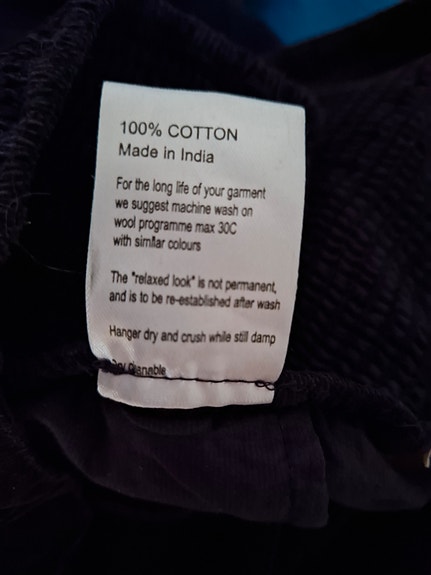 100% COTTON
Made in India
For the long life of your garment
we suggest machine wash on
wool programme max 30C
with similar colours
The "relaxed look" is not permanent,
and is to be re-established after wash
Hanger dry and crush while still damp